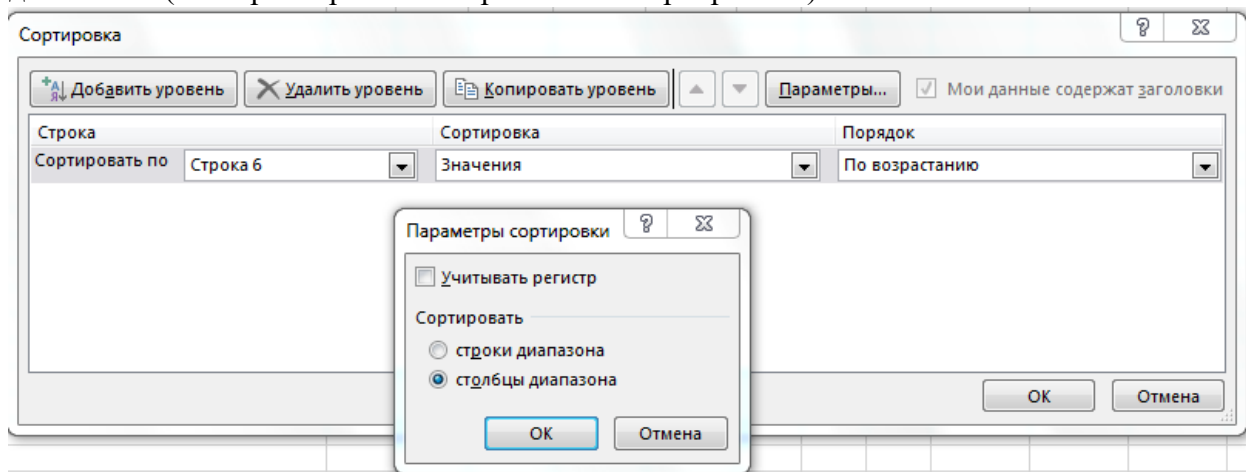 Сортировка
Добавить уровень Удалить уровень Копировать уровень Параметры... Мои данные содержат заголовки
Строка Сортировка Порядок
Сортировать по Строка 6 Значения По возрастанию
Параметры сортировки
Учитывать регистр
Сортировать
строки диапазона
столбцы диапазона
ОК Отмена
ОК Отмена